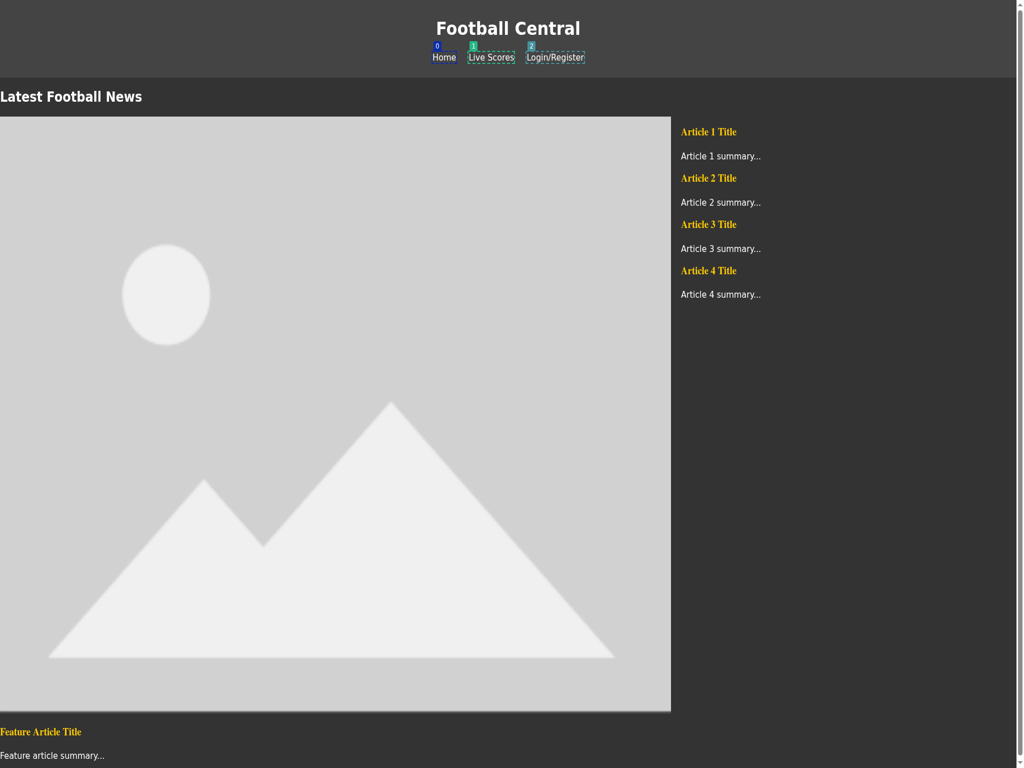 Football Central
0 1 2
Home Live Scores Login/Register
Latest Football News
Article 1 Title
Article 1 summary...
Article 2 Title
Article 2 summary...
Article 3 Title
Article 3 summary...
Article 4 Title
Article 4 summary...
Feature Article Title
Feature article summary...